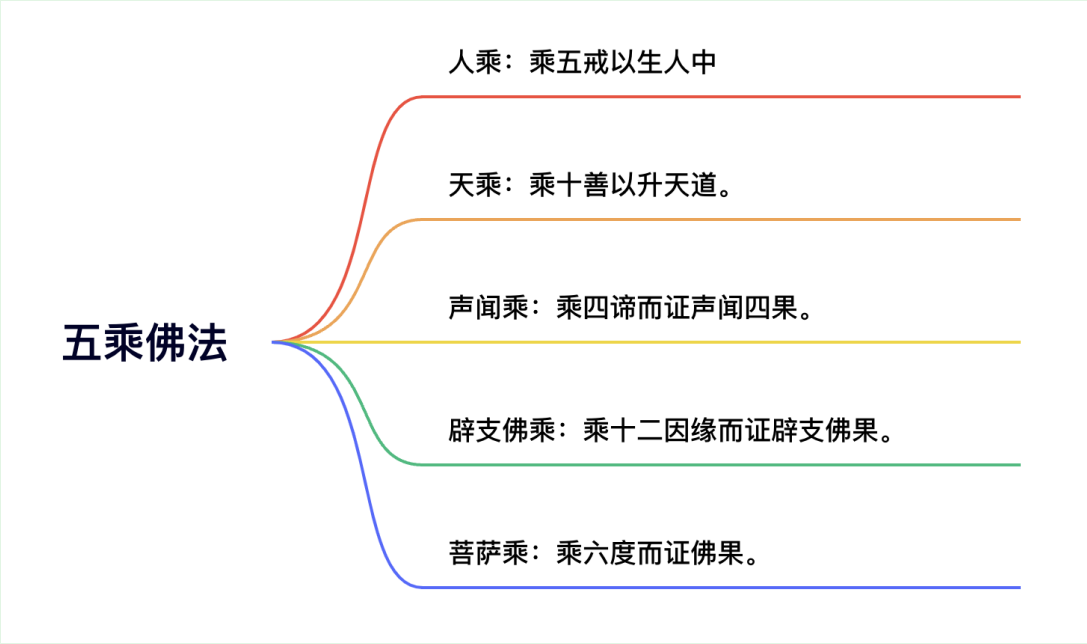 五乘佛法
人乘：乘五戒以生人中
天乘：乘十善以升天道。
声闻乘：乘四谛而证声闻四果。
辟支佛乘：乘十二因缘而证辟支佛果。
菩萨乘：乘六度而证佛果。